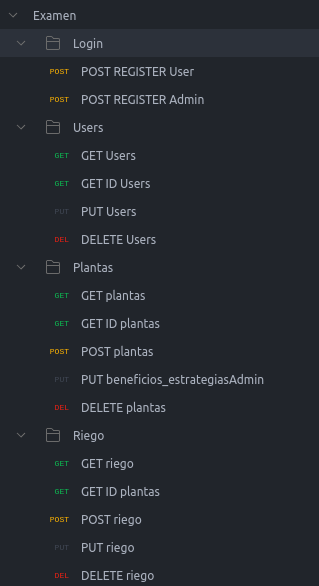 Examen
Login
POST POST REGISTER User
POST POST REGISTER Admin
Users
GET GET Users
GET GET ID Users
PUT PUT Users
DEL DELETE Users
Plantas
GET GET plantas
GET GET ID plantas
POST POST plantas
PUT PUT beneficios_estrategiasAdmin
DEL DELETE plantas
Riego
GET GET riego
GET GET ID plantas
POST POST riego
PUT PUT riego
DEL DELETE riego